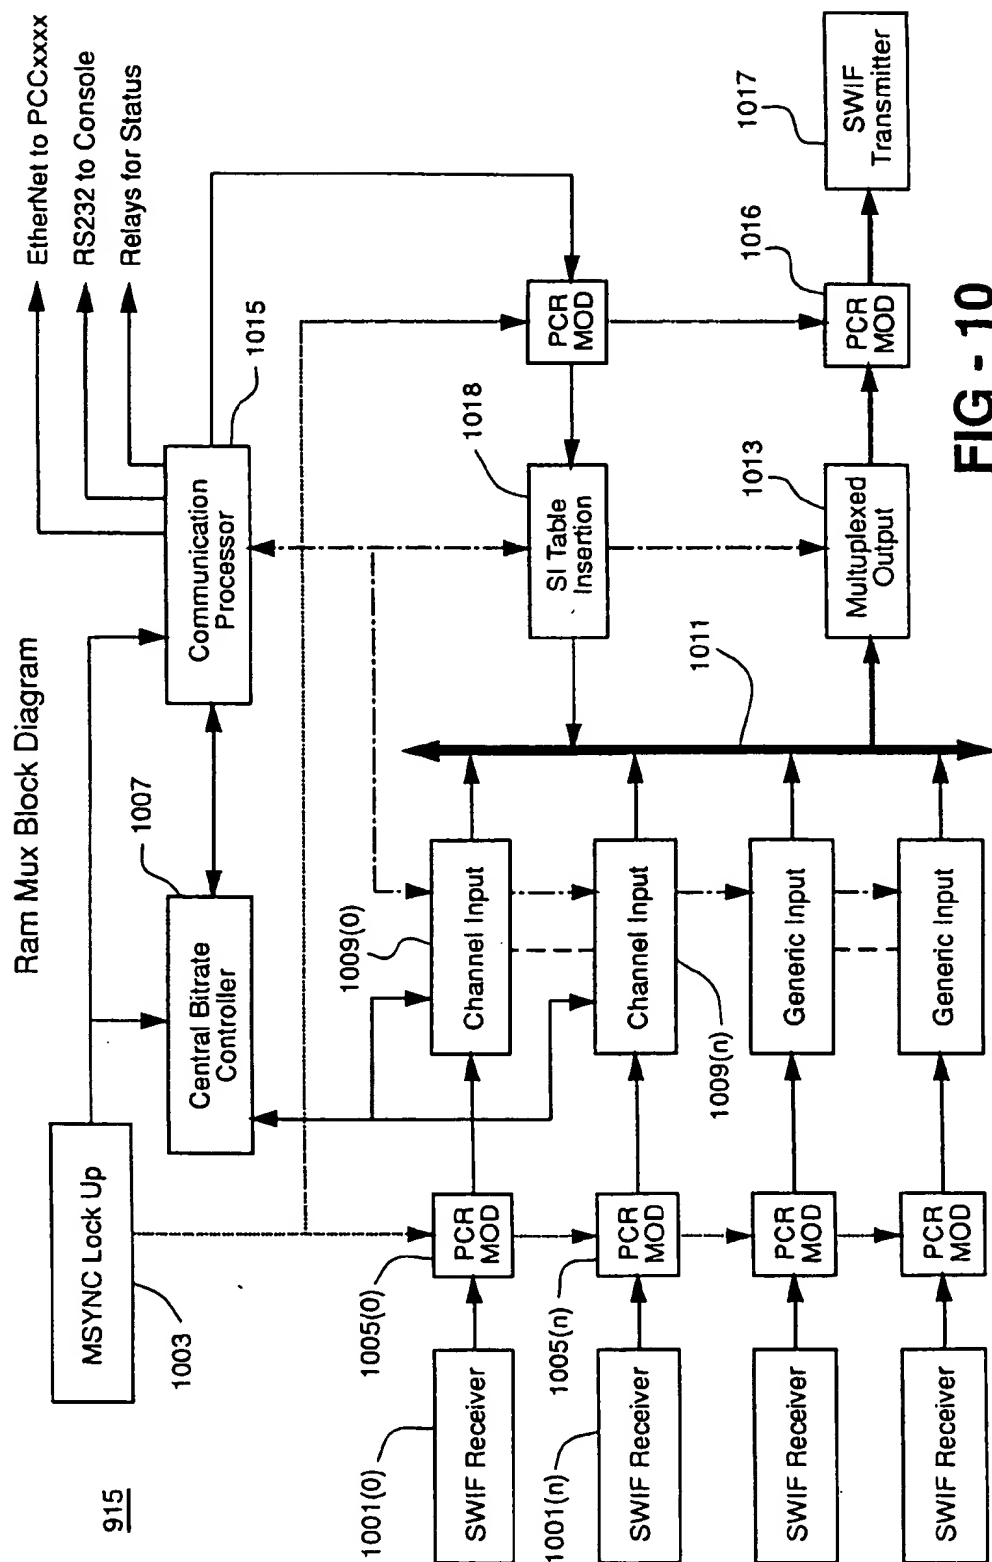 Ram Mux Block Diagram
915
MSYNC Lock Up
1003
Central Bitrate
Controller
1007
Communication
Processor
1015
EtherNet to PCCxxxx
RS232 to Console
Relays for Status
1001(0)
SWIF Receiver
1005(0)
PCR
MOD
1009(0)
Channel Input
1001(n)
SWIF Receiver
1005(n)
PCR
MOD
Channel Input
1009(n)
SWIF Receiver
PCR
MOD
Generic Input
SWIF Receiver
PCR
MOD
Generic Input
1011
SI Table
Insertion
1018
PCR
MOD
Multiplexed
Output
1013
PCR
MOD
1016
SWIF
Transmitter
1017
FIG - 10